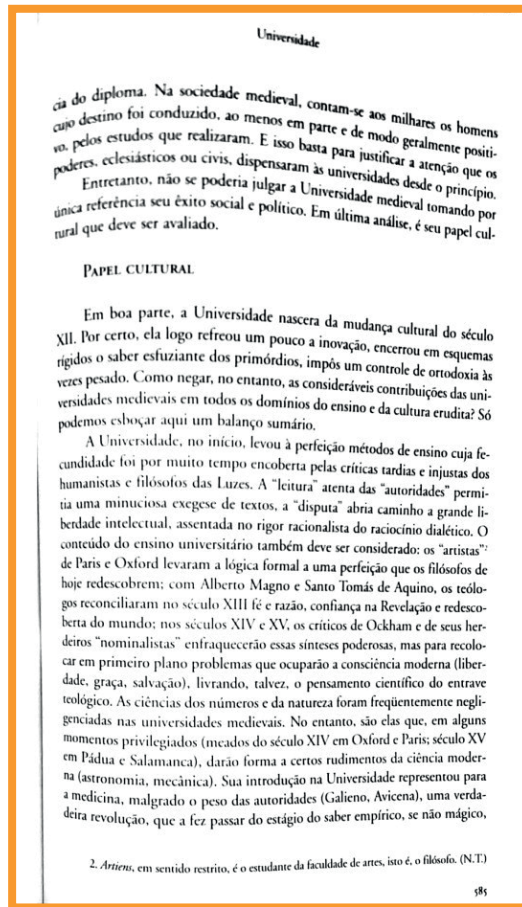 Universidade
cia do diploma. Na sociedade medieval, contam-se aos milhares os homens
cujo destino foi conduzido, ao menos em parte e de modo geralmente positi-
vo, pelos estudos que realizaram. E isso basta para justificar a atenção que os
poderes, eclesiásticos ou civis, dispensaram às universidades desde o princípio.
Entretanto, não se poderia julgar a Universidade medieval tomando por
única referência seu êxito social e político. Em última análise, é seu papel cul-
tural que deve ser avaliado.
PAPEL CULTURAL
Em boa parte, a Universidade nascera da mudança cultural do século
XII. Por certo, ela logo refreou um pouco a inovação, encerrou em esquemas
rígidos o saber esfuziante dos primórdios, impôs um controle de ortodoxia às
vezes pesado. Como negar, no entanto, as consideráveis contribuições das uni-
versidades medievais em todos os domínios do ensino e da cultura erudita? Só
podemos esboçar aqui um balanço sumário.
A Universidade, no início, levou à perfeição métodos de ensino cuja fe-
cundidade foi por muito tempo encoberta pelas críticas tardias e injustas dos
humanistas e filósofos das Luzes. A "leitura" atenta das "autoridades" permi-
tia uma minuciosa exegese de textos, a "disputa" abria caminho a grande li-
berdade intelectual, assentada no rigor racionalista do raciocínio dialético. O
conteúdo do ensino universitário também deve ser considerado: os "artistas"²
de Paris e Oxford levaram a lógica formal a uma perfeição que os filósofos de
hoje redescobrem; com Alberto Magno e Santo Tomás de Aquino, os teólo-
gos reconciliaram no século XIII fé e razão, confiança na Revelação e redesco-
berta do mundo; nos séculos XIV e XV, os críticos de Ockham e de seus her-
deiros "nominalistas" enfraquecerão essas sínteses poderosas, mas para recolo-
car em primeiro plano problemas que ocuparão a consciência moderna (liber-
dade, graça, salvação), livrando, talvez, o pensamento científico do entrave
teológico. As ciências dos números e da natureza foram freqüentemente negli-
genciadas nas universidades medievais. No entanto, são elas que, em alguns
momentos privilegiados (meados do século XIV em Oxford e Paris; século XV
em Pádua e Salamanca), darão forma a certos rudimentos da ciência moder-
na (astronomia, mecânica). Sua introdução na Universidade representou para
a medicina, malgrado o peso das autoridades (Galieno, Avicena), uma verda-
deira revolução, que a fez passar do estágio do saber empírico, se não mágico,
2. Artiens, em sentido restrito, é o estudante da faculdade de artes, isto é, o filósofo. (N.T.)
585